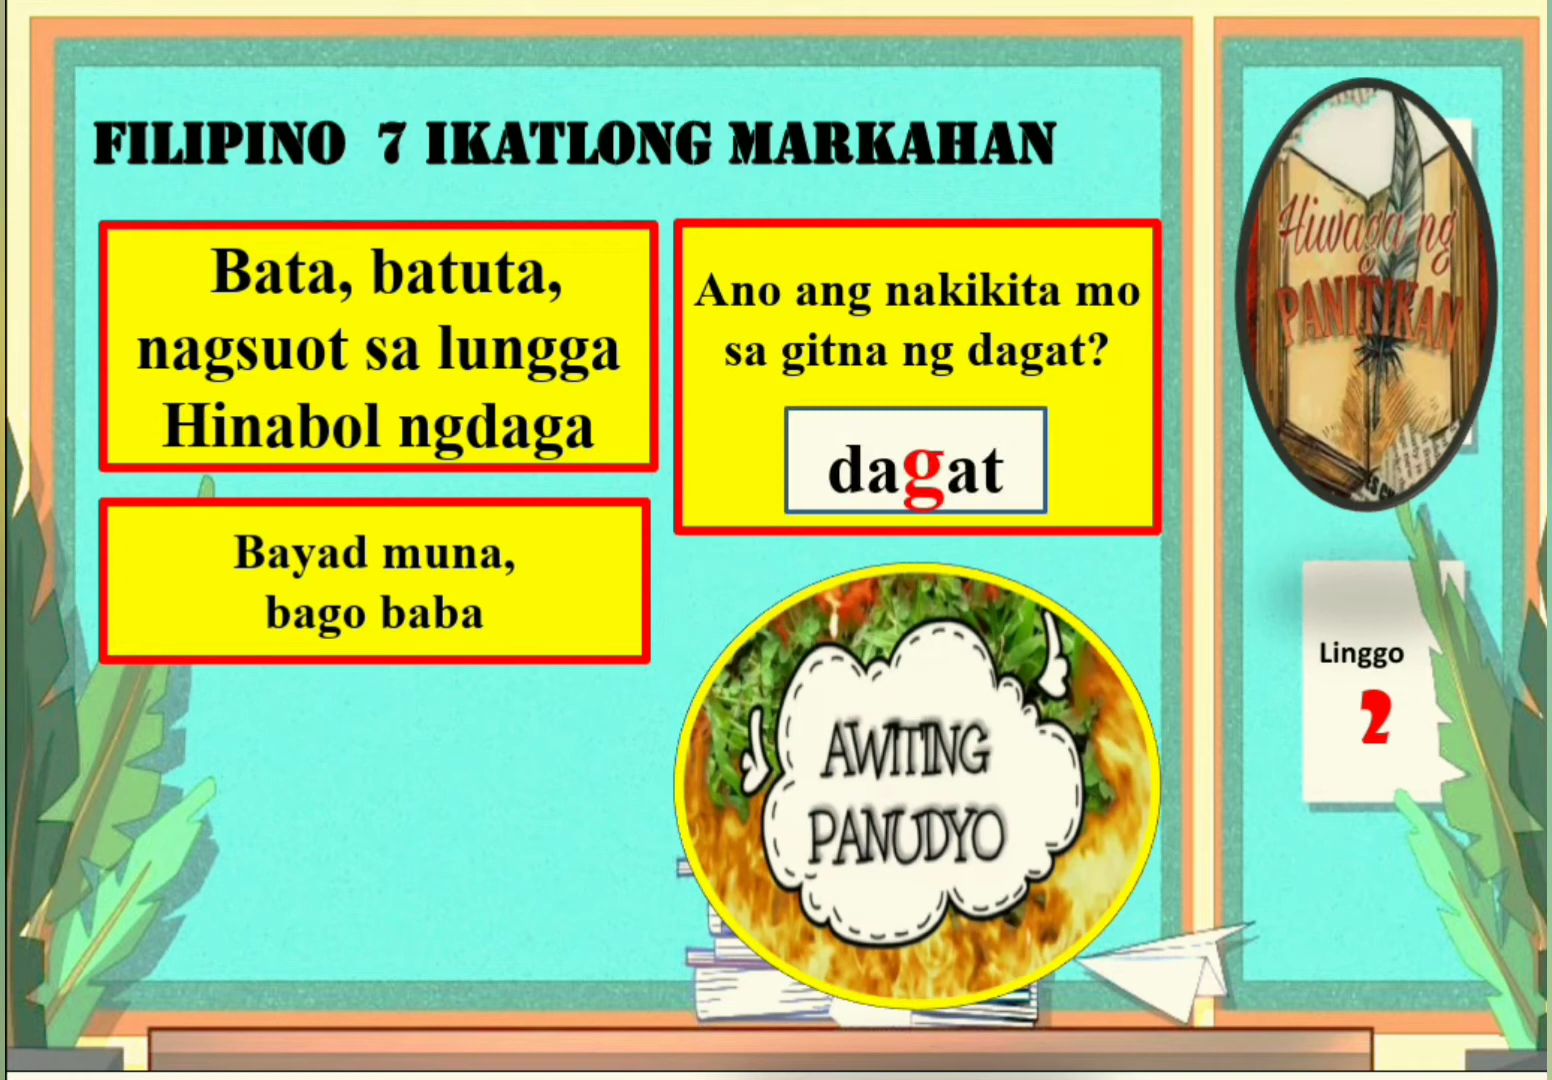 FILIPINO 7 IKATLONG MARKAHAN
Bata, batuta,
nagsuot sa lungga
Hinabol ngdaga
Ano ang nakikita mo
sa gitna ng dagat?
dagat
Bayad muna,
bago baba
AWITING
PANUDYO
Hiwaga ng
PANITIKAN
Linggo
2